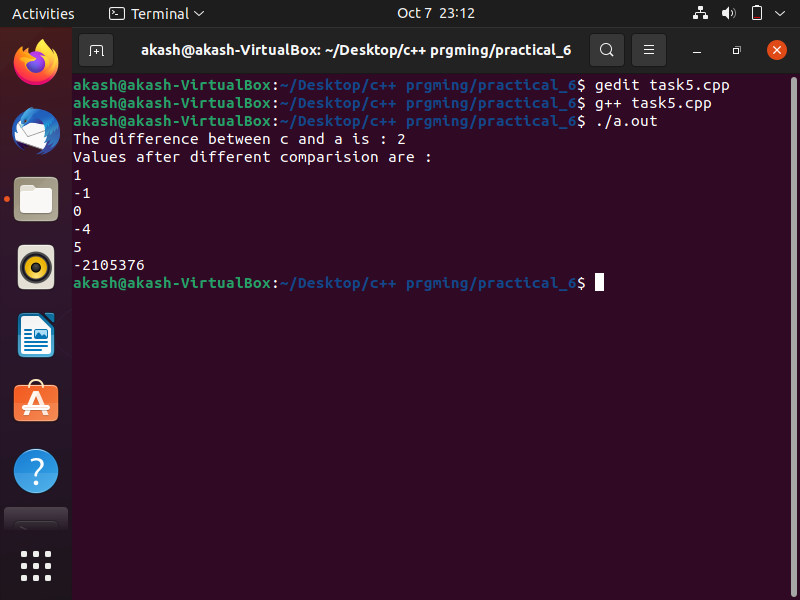 Activities Terminal Oct 7 23:12
akash@akash-VirtualBox: ~/Desktop/c++ prgming/practical_6
akash@akash-VirtualBox:~/Desktop/c++ prgming/practical_6$ gedit task5.cpp
akash@akash-VirtualBox:~/Desktop/c++ prgming/practical_6$ g++ task5.cpp
akash@akash-VirtualBox:~/Desktop/c++ prgming/practical_6$ ./a.out
The difference between c and a is : 2
Values after different comparision are :
1
-1
0
-4
5
-2105376
akash@akash-VirtualBox:~/Desktop/c++ prgming/practical_6$